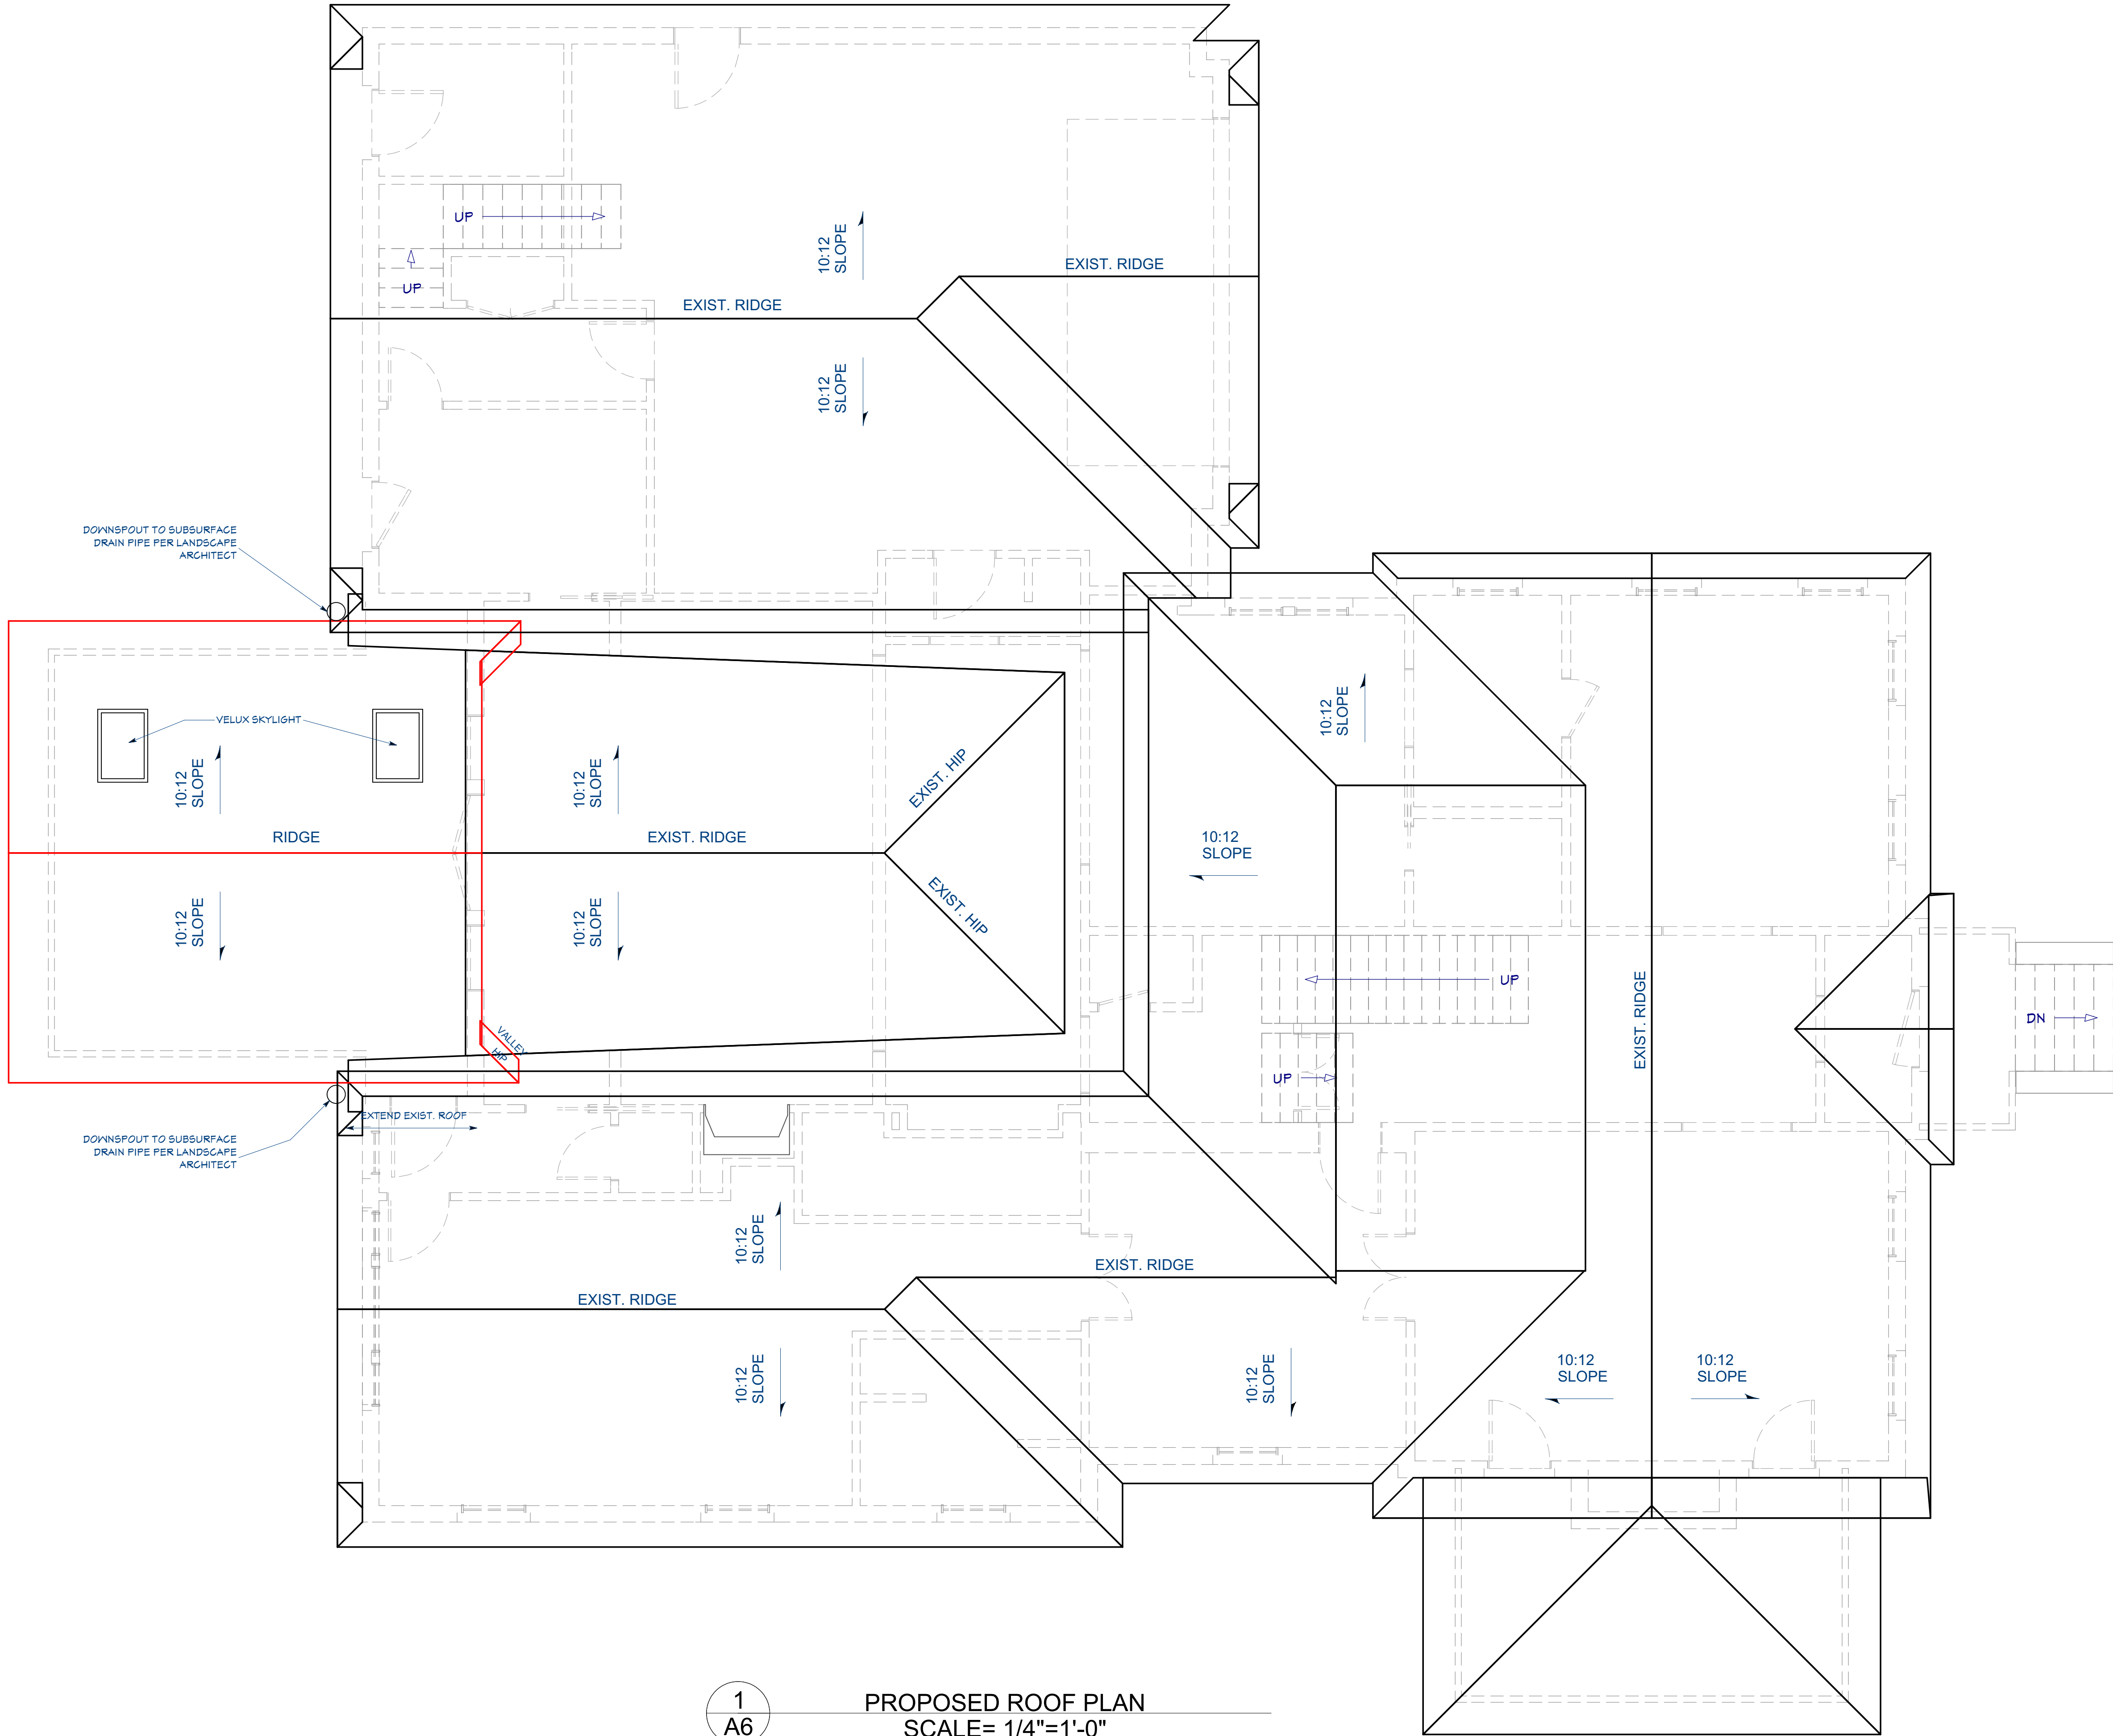 UP
UP
10:12
SLOPE
EXIST. RIDGE
EXIST. RIDGE
10:12
SLOPE
DOWNSPOUT TO SUBSURFACE
DRAIN PIPE PER LANDSCAPE
ARCHITECT
VELUX SKYLIGHT
10:12
SLOPE
10:12
SLOPE
10:12
SLOPE
EXIST. HIP
RIDGE
EXIST. RIDGE
10:12
SLOPE
EXIST. HIP
10:12
SLOPE
10:12
SLOPE
UP
EXIST. RIDGE
DN
VALLEY
HIP
UP
EXTEND EXIST. ROOF
DOWNSPOUT TO SUBSURFACE
DRAIN PIPE PER LANDSCAPE
ARCHITECT
10:12
SLOPE
EXIST. RIDGE
EXIST. RIDGE
10:12
SLOPE
10:12
SLOPE
10:12
SLOPE
10:12
SLOPE
1
A6
PROPOSED ROOF PLAN
SCALE= 1/4"=1'-0"